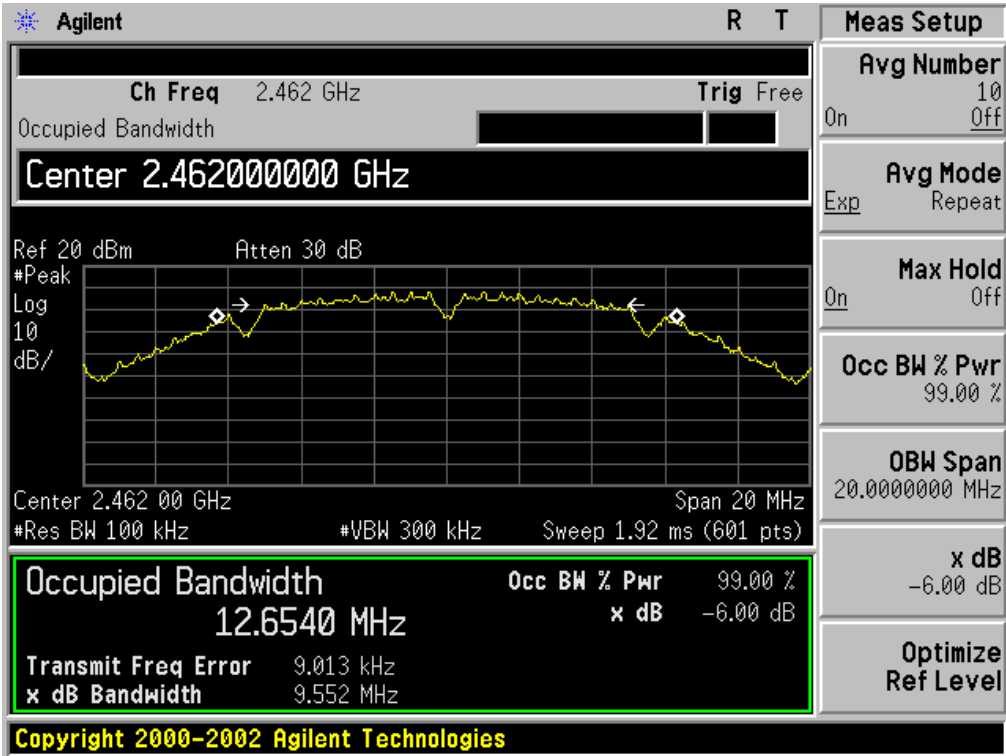 Agilent R T
Ch Freq 2.462 GHz Trig Free
Occupied Bandwidth
Center 2.462000000 GHz
Ref 20 dBm Atten 30 dB
#Peak
Log
10
dB/
Center 2.462 00 GHz Span 20 MHz
#Res BW 100 kHz #VBW 300 kHz Sweep 1.92 ms (601 pts)
Occupied Bandwidth
12.6540 MHz
Occ BW % Pwr 99.00 %
x dB -6.00 dB
Transmit Freq Error 9.013 kHz
x dB Bandwidth 9.552 MHz
Copyright 2000-2002 Agilent Technologies
Meas Setup
Avg Number
10
On Off
Avg Mode
Exp Repeat
Max Hold
On Off
Occ BW % Pwr
99.00 %
OBW Span
20.0000000 MHz
x dB
-6.00 dB
Optimize
Ref Level